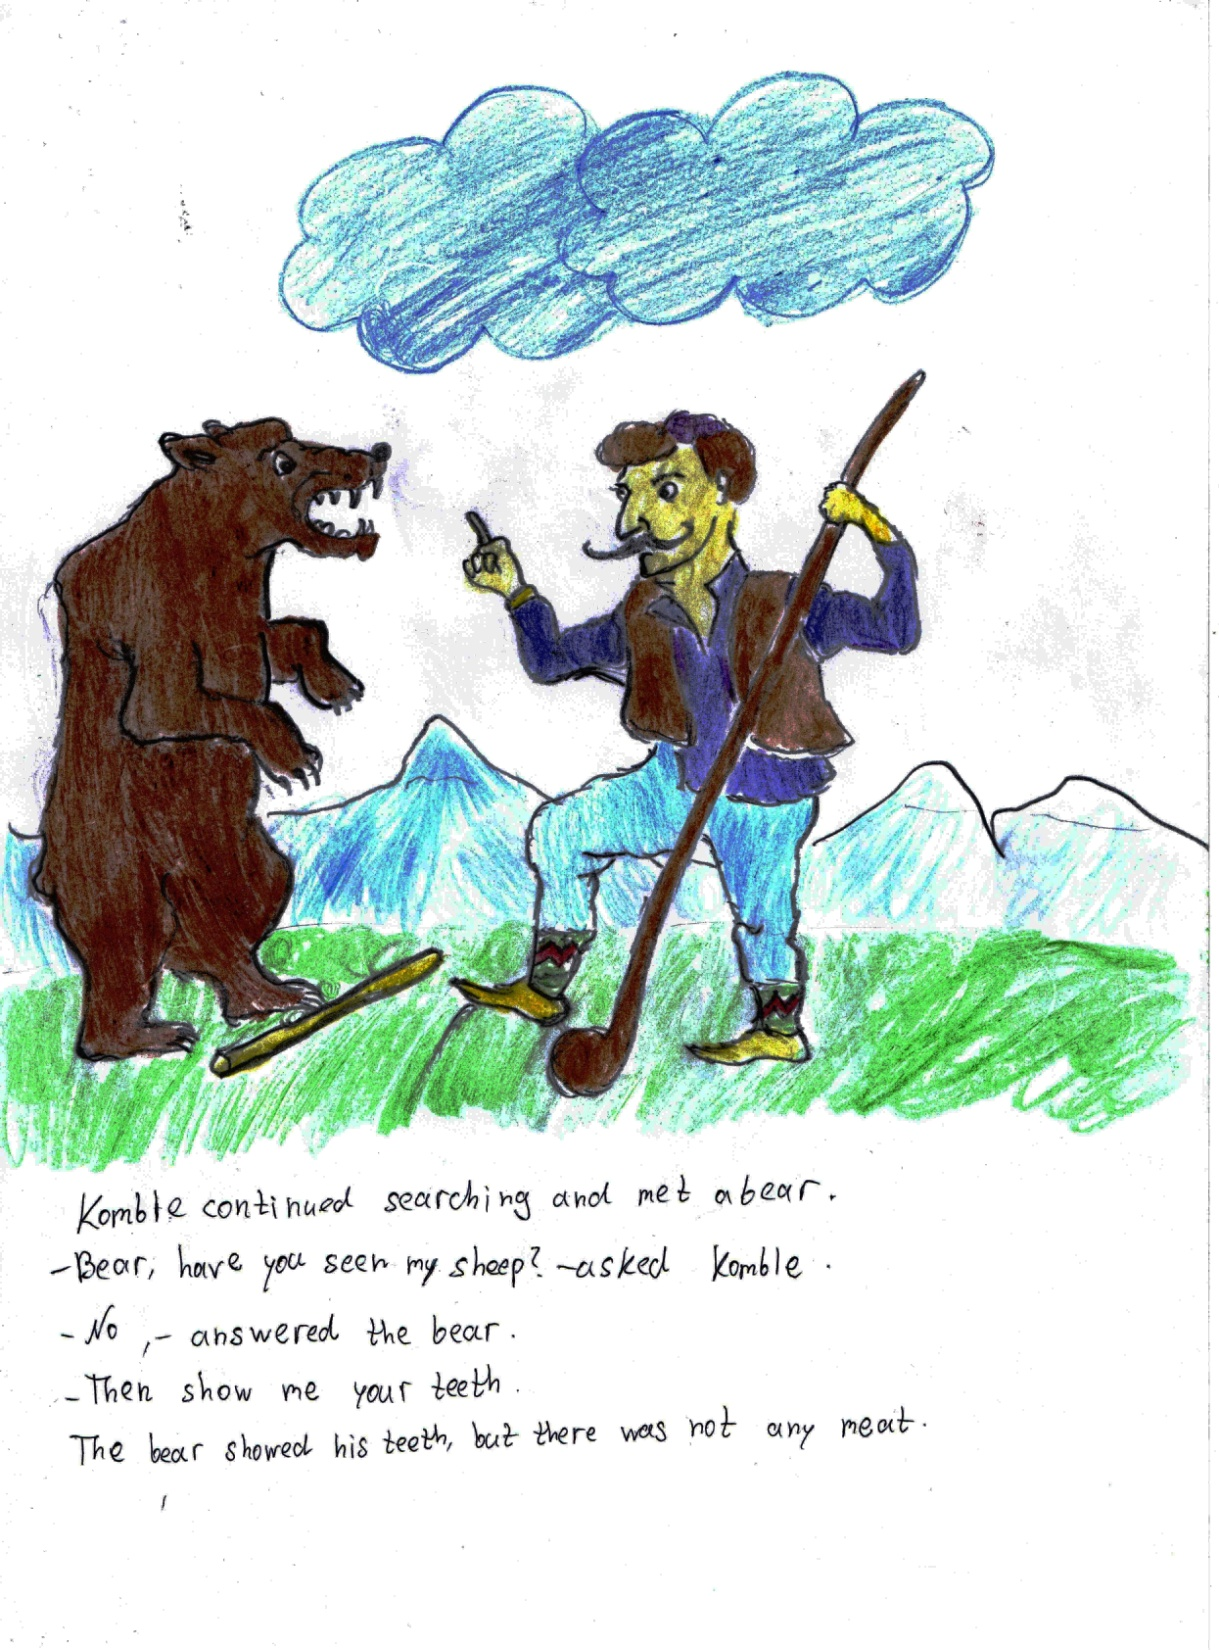 Komble continued searching and met a bear.
-Bear, have you seen my sheep? -asked Komble.
-No ,- answered the bear.
-Then show me your teeth.
The bear showed his teeth, but there was not any meat.